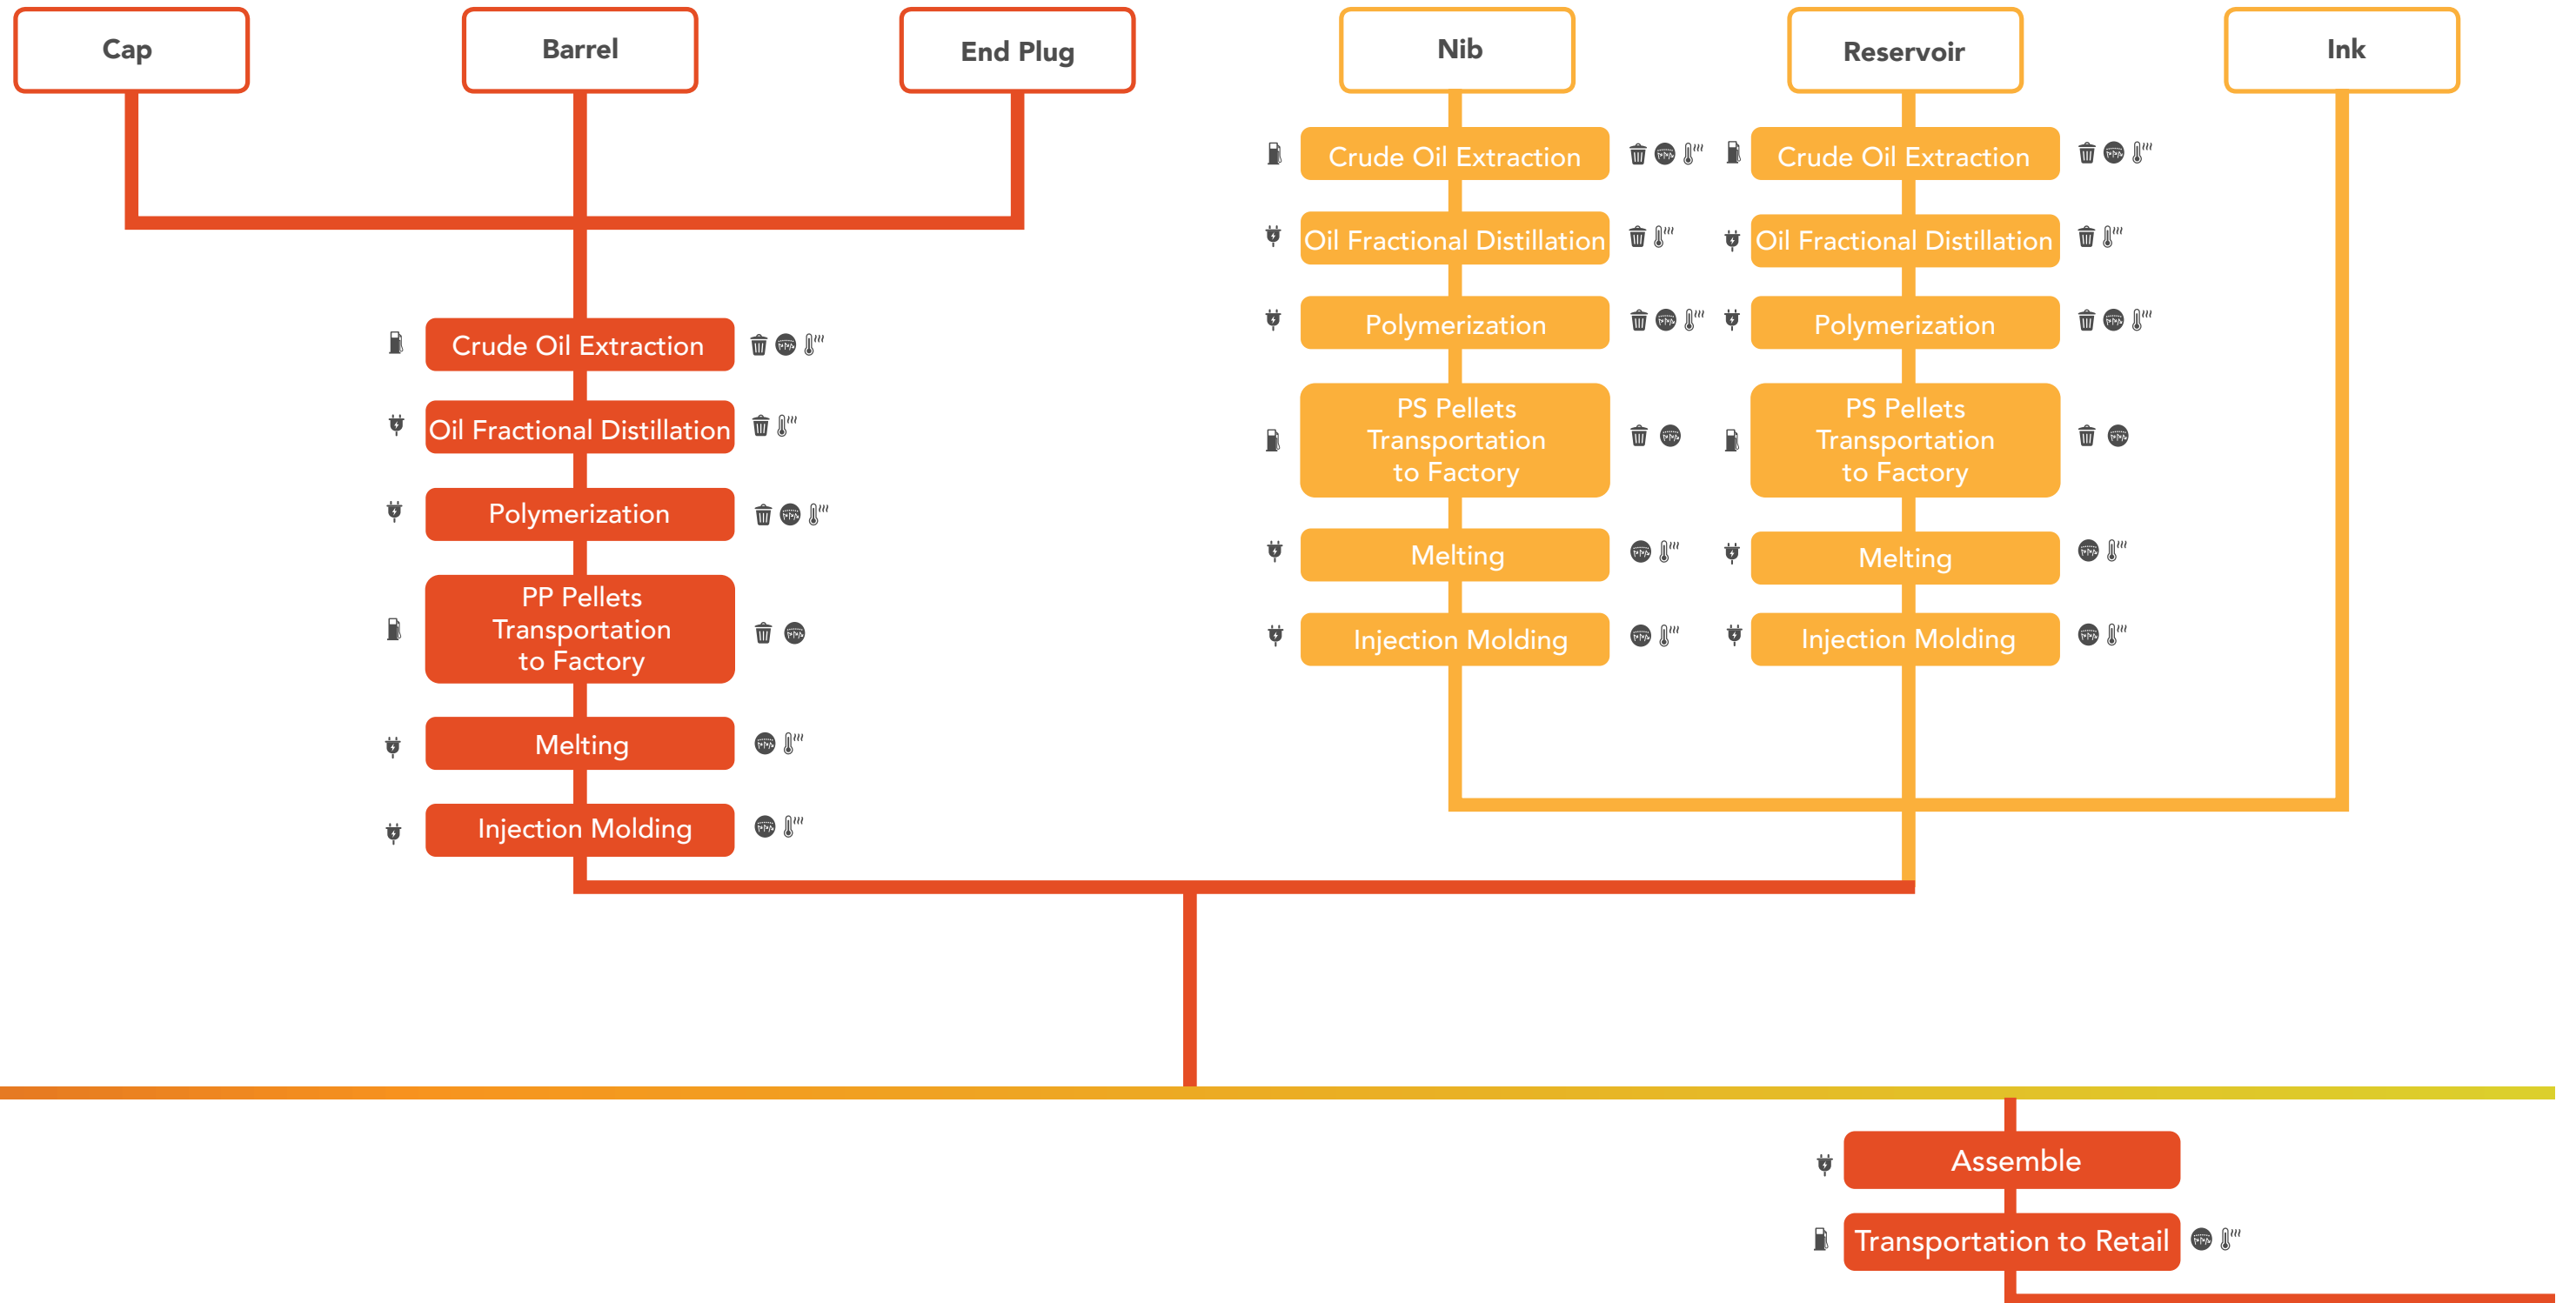 Cap
Barrel
End Plug
Nib
Reservoir
Ink
Crude Oil Extraction
Oil Fractional Distillation
Polymerization
PP Pellets
Transportation
to Factory
Melting
Injection Molding
Crude Oil Extraction
Oil Fractional Distillation
Polymerization
PS Pellets
Transportation
to Factory
Melting
Injection Molding
Crude Oil Extraction
Oil Fractional Distillation
Polymerization
PS Pellets
Transportation
to Factory
Melting
Injection Molding
Assemble
Transportation to Retail